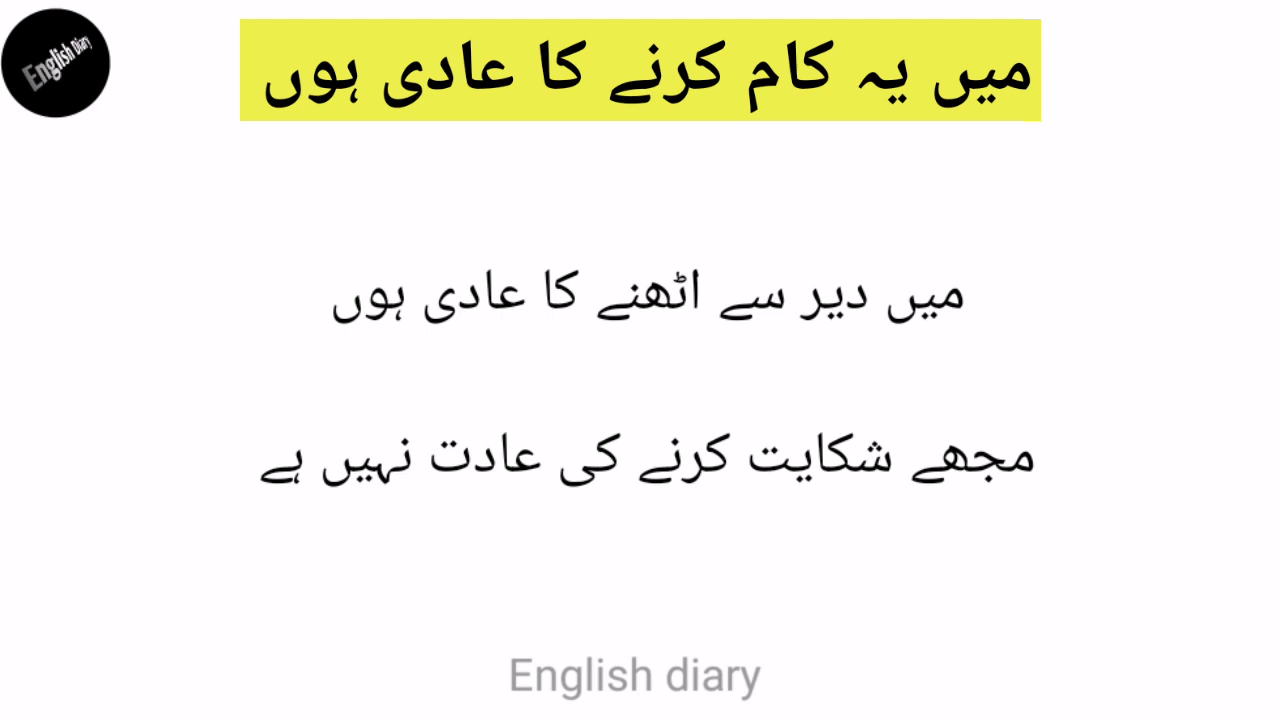 English Diary
میں یہ کام کرنے کا عادی ہوں
میں دیر سے اٹھنے کا عادی ہوں
مجھے شکایت کرنے کی عادت نہیں ہے
English diary